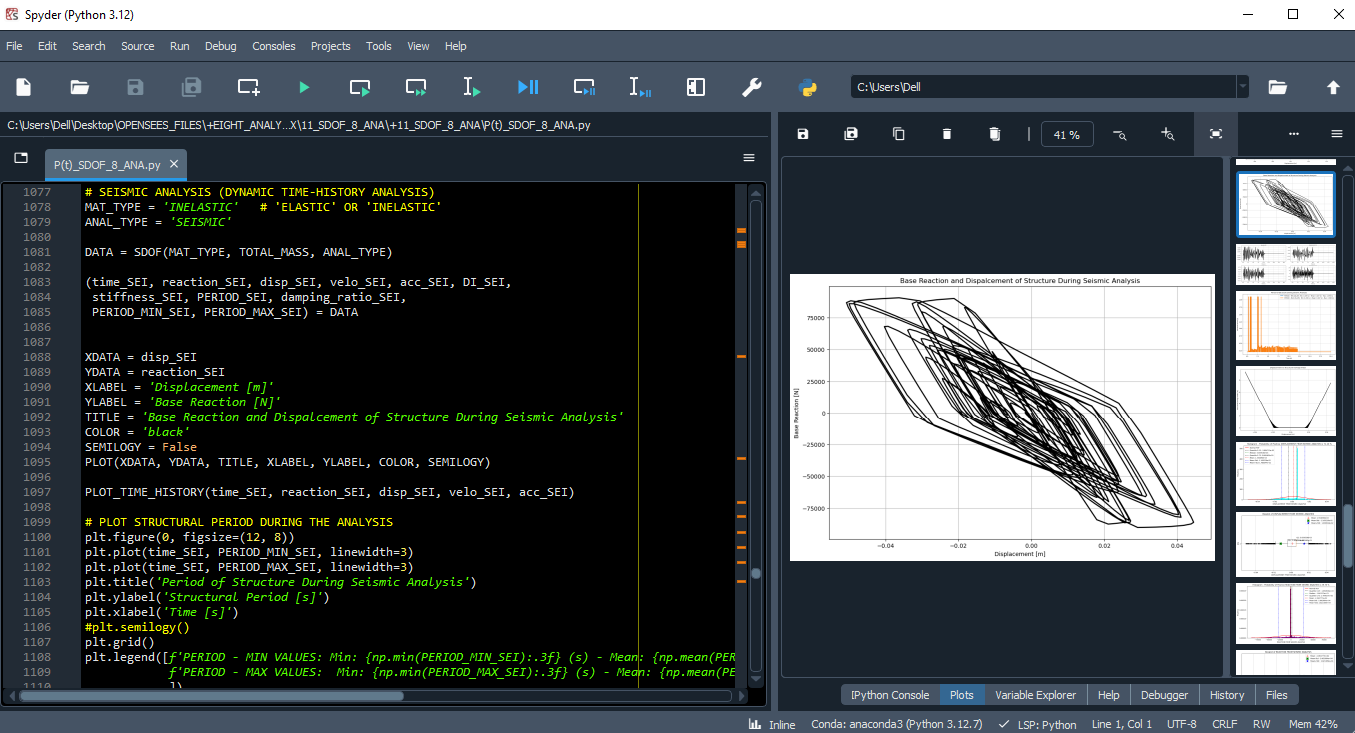 Spyder (Python 3.12)
File Edit Search Source Run Debug Consoles Projects Tools View Help
C:\Users\Dell
C:\Users\Dell\Desktop\OPENSEES_FILES\+EIGHT_ANALY...X\11_SDOF_8_ANA\+11_SDOF_8_ANA\P(t)_SDOF_8_ANA.py
41 %
P(t)_SDOF_8_ANA.py
1077 # SEISMIC ANALYSIS (DYNAMIC TIME-HISTORY ANALYSIS)
1078 MAT_TYPE = 'INELASTIC' # 'ELASTIC' OR 'INELASTIC'
1079 ANAL_TYPE = 'SEISMIC'
1080
1081 DATA = SDOF(MAT_TYPE, TOTAL_MASS, ANAL_TYPE)
1082
1083 (time_SEI, reaction_SEI, disp_SEI, velo_SEI, acc_SEI, DI_SEI,
1084 stiffness_SEI, PERIOD_SEI, damping_ratio_SEI,
1085 PERIOD_MIN_SEI, PERIOD_MAX_SEI) = DATA
1086
1087
1088 XDATA = disp_SEI
1089 YDATA = reaction_SEI
1090 XLABEL = 'Displacement [m]'
1091 YLABEL = 'Base Reaction [N]'
1092 TITLE = 'Base Reaction and Dispalcement of Structure During Seismic Analysis'
1093 COLOR = 'black'
1094 SEMILOGY = False
1095 PLOT(XDATA, YDATA, TITLE, XLABEL, YLABEL, COLOR, SEMILOGY)
1096
1097 PLOT_TIME_HISTORY(time_SEI, reaction_SEI, disp_SEI, velo_SEI, acc_SEI)
1098
1099 # PLOT STRUCTURAL PERIOD DURING THE ANALYSIS
1100 plt.figure(0, figsize=(12, 8))
1101 plt.plot(time_SEI, PERIOD_MIN_SEI, linewidth=3)
1102 plt.plot(time_SEI, PERIOD_MAX_SEI, linewidth=3)
1103 plt.title('Period of Structure During Seismic Analysis')
1104 plt.ylabel('Structural Period [s]')
1105 plt.xlabel('Time [s]')
1106 #plt.semilogy()
1107 plt.grid()
1108 plt.legend([f'PERIOD - MIN VALUES: Min: {np.min(PERIOD_MIN_SEI):.3f} (s) - Mean: {np.mean(PER
1109 f'PERIOD - MAX VALUES:  Min: {np.min(PERIOD_MAX_SEI):.3f} (s) - Mean: {np.mean(PE
1110 ])
Base Reaction and Dispalcement of Structure During Seismic Analysis
Base Reaction [N]
75000
50000
25000
0
−25000
−50000
−75000
−0.04 −0.02 0.00 0.02 0.04
Displacement [m]
IPython Console Plots Variable Explorer Help Debugger History Files
Inline Conda: anaconda3 (Python 3.12.7) LSP: Python Line 1, Col 1 UTF-8 CRLF RW Mem 42%